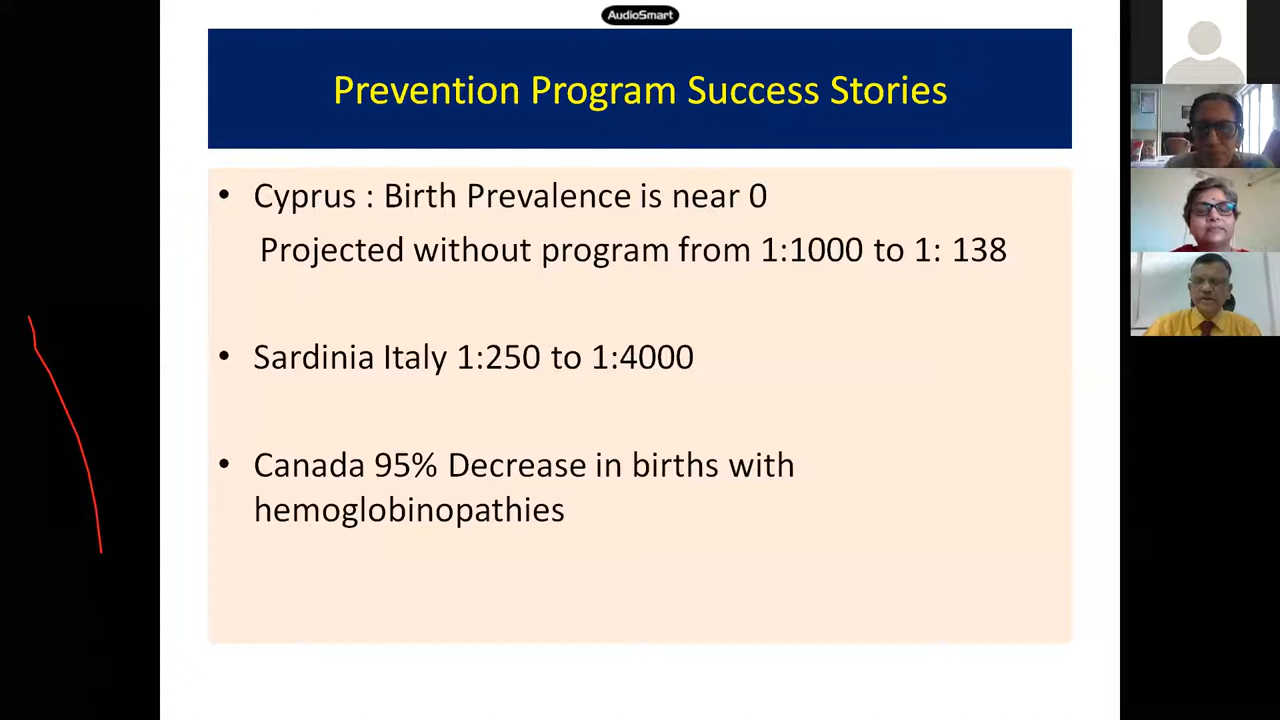 AudioSmart
Prevention Program Success Stories
• Cyprus : Birth Prevalence is near 0
Projected without program from 1:1000 to 1: 138
• Sardinia Italy 1:250 to 1:4000
• Canada 95% Decrease in births with
hemoglobinopathies